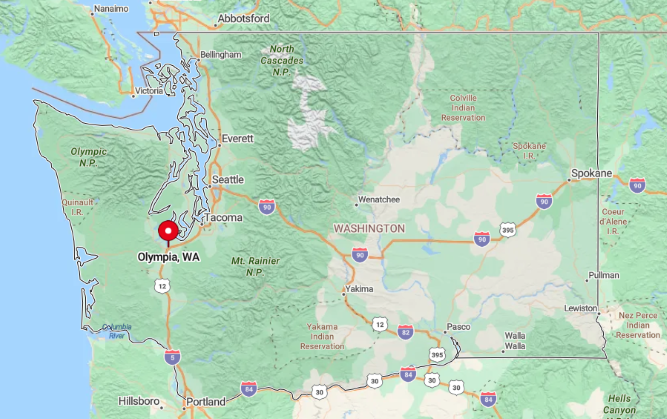 Nanaimo
Abbotsford
Bellingham
North
Cascades
N.P.
Victoria
Colville
Indian
Reservation
Everett
Olympic
N.P.
Spokane
I.R.
Seattle
Spokane
90
Quinault
I.R.
90
Wenatchee
90
Tacoma
Coeur
d'Alene
I.R.
WASHINGTON
395
90
Olympia, WA
90
Mt. Rainier
N.P.
12
Pullman
Yakima
Lewiston
Nez Perce
Indian
Reservation
Columbia
River
Yakama
Indian
Reservation
12
82
Pasco
Walla
Walla
5
395
84
30
30
84
30
30
84
Hillsboro
Portland
Hells
Canyon